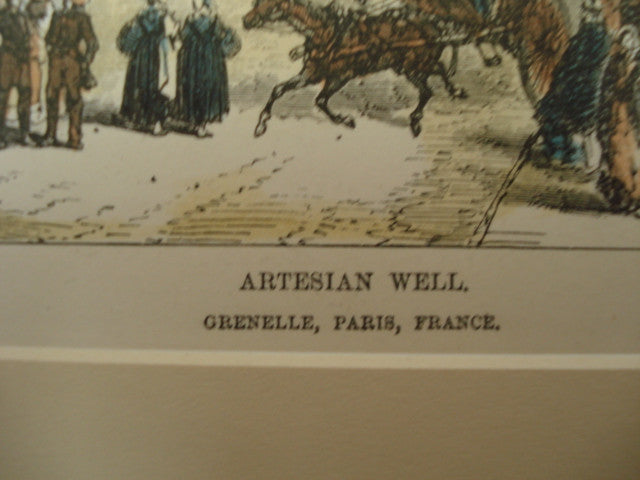 ARTESIAN WELL.
GRENELLE, PARIS, FRANCE.